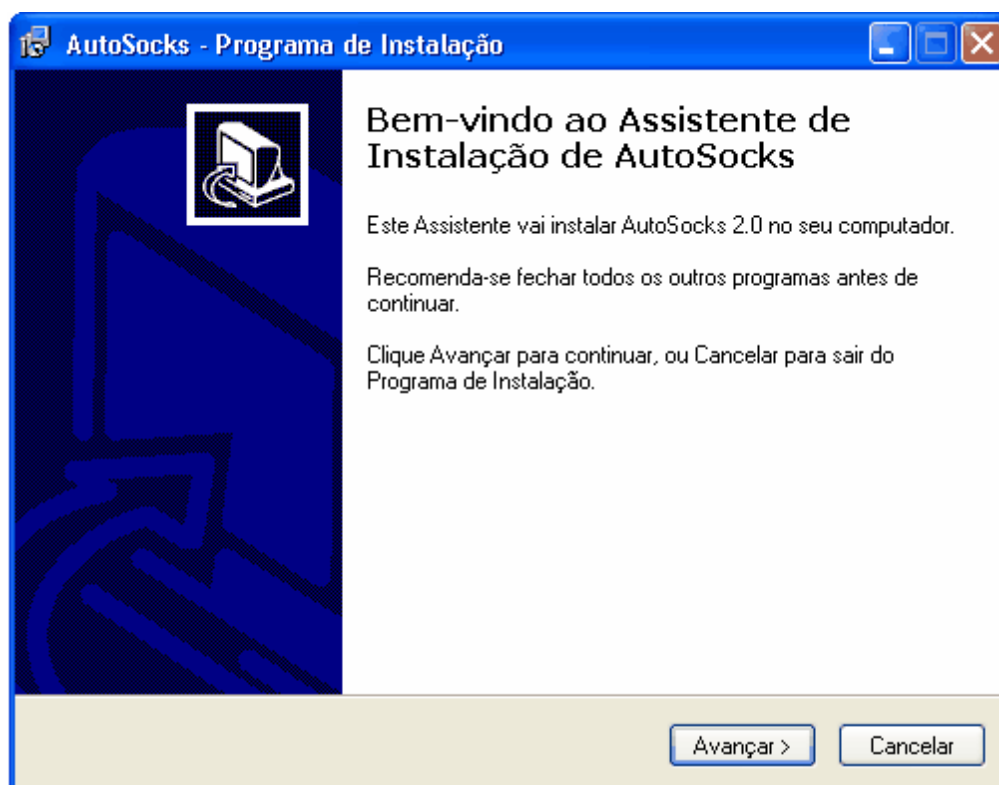 AutoSocks - Programa de Instalação
Bem-vindo ao Assistente de
Instalação de AutoSocks
Este Assistente vai instalar AutoSocks 2.0 no seu computador.
Recomenda-se fechar todos os outros programas antes de
continuar.
Clique Avançar para continuar, ou Cancelar para sair do
Programa de Instalação.
Avançar >
Cancelar